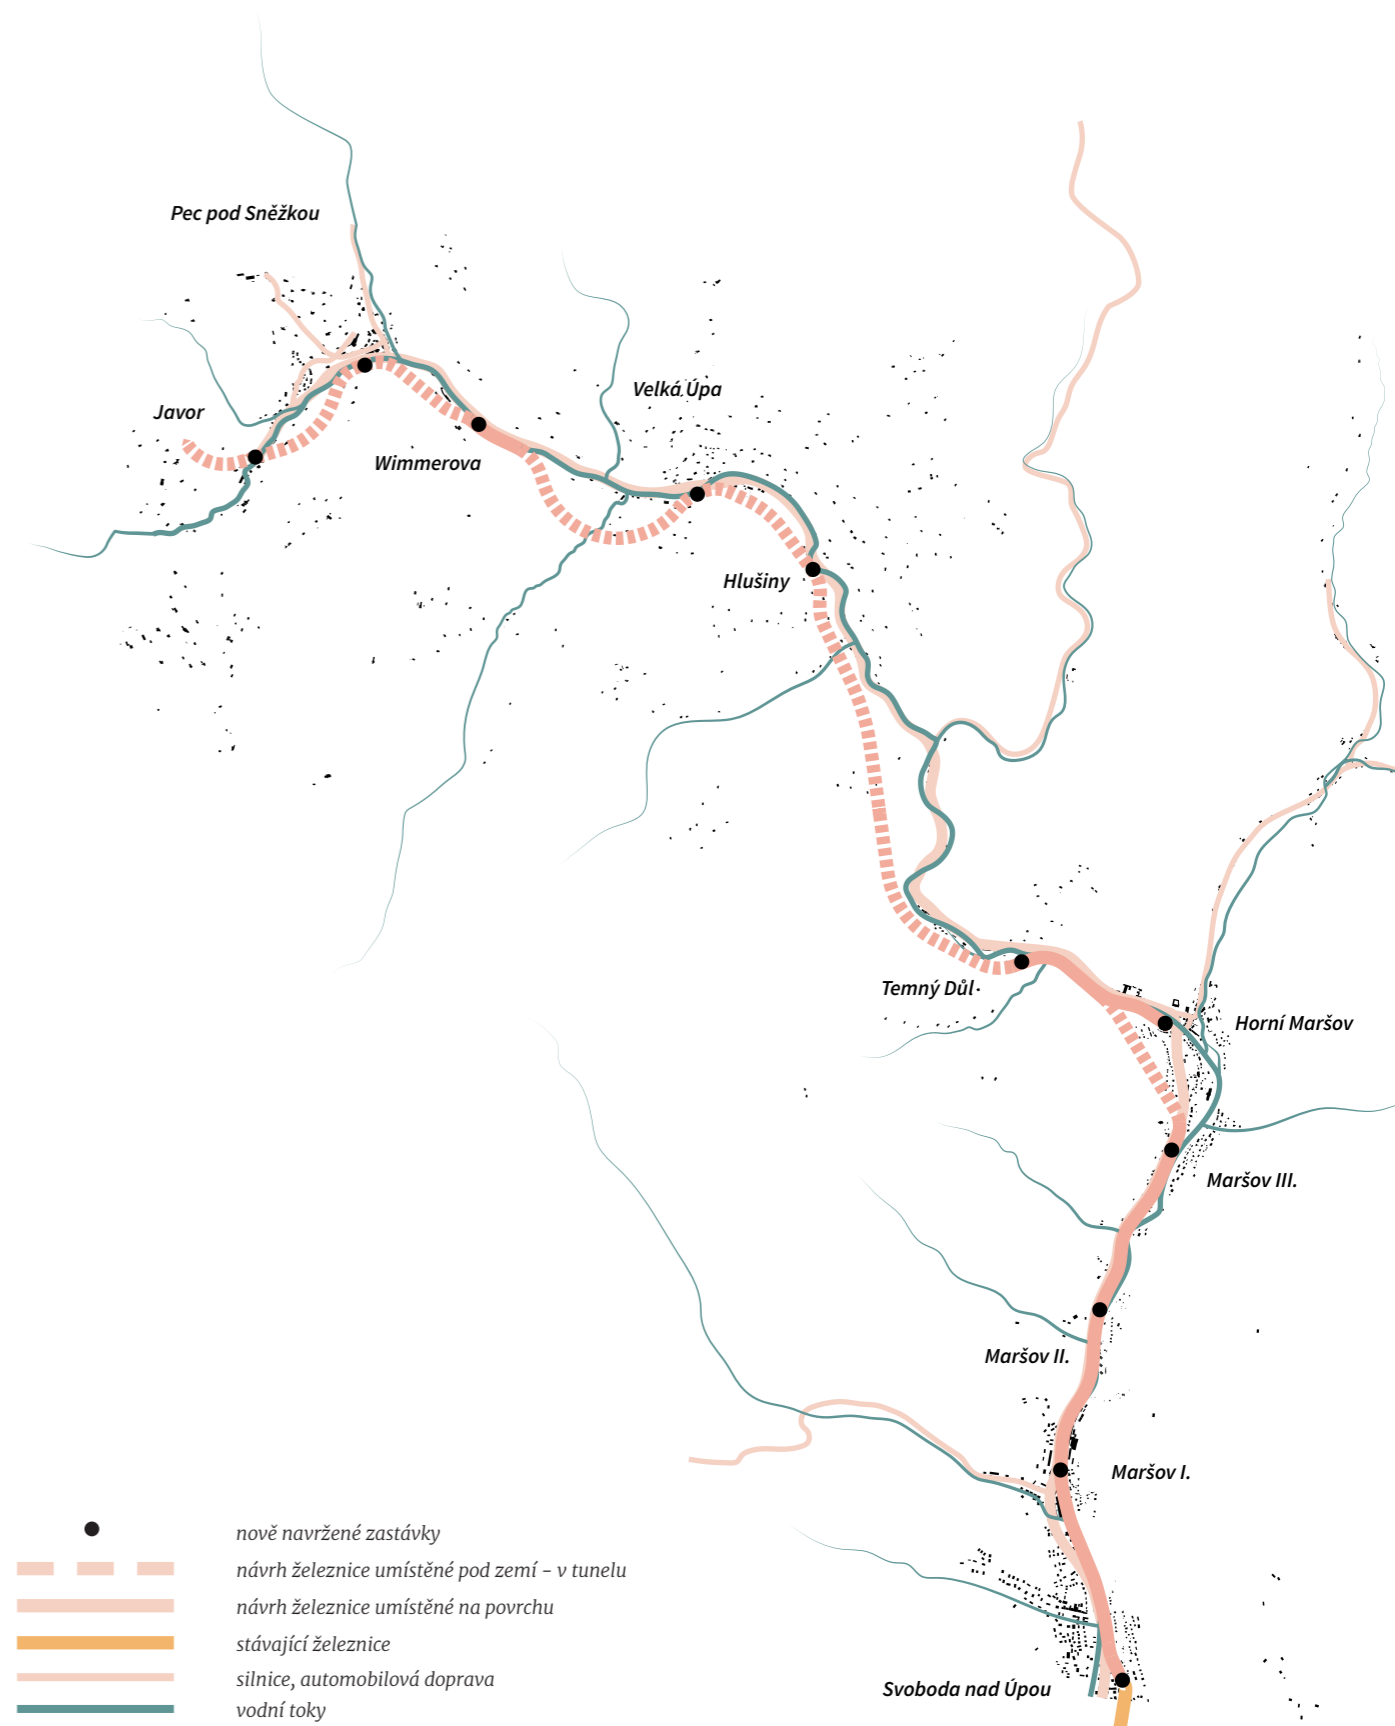 Pec pod Sněžkou
Velká Úpa
Javor
Wimmerova
Hlušiny
Temný Důl
Horní Maršov
Maršov III.
Maršov II.
Maršov I.
Svoboda nad Úpou
nově navržené zastávky
návrh železnice umístěné pod zemí – v tunelu
návrh železnice umístěné na povrchu
stávající železnice
silnice, automobilová doprava
vodní toky